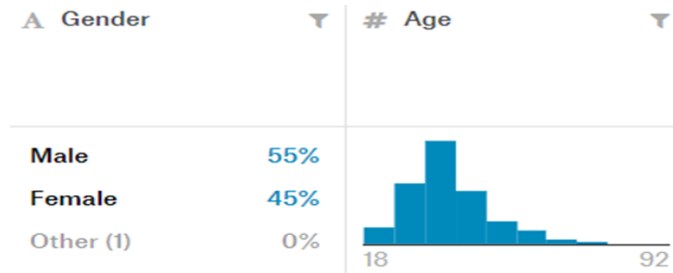 A Gender
# Age
Male 55%
Female 45%
Other (1) 0%
18 92